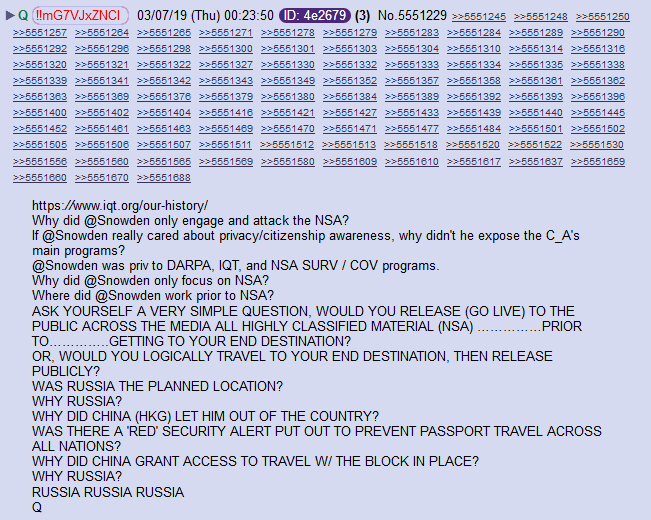 Q !!mG7VJxZNCI 03/07/19 (Thu) 00:23:50 ID: 4e2679 (3) No.5551229 >>5551245 >>5551248 >>5551250
>>5551257 >>5551264 >>5551265 >>5551271 >>5551278 >>5551279 >>5551283 >>5551284 >>5551289 >>5551290
>>5551292 >>5551296 >>5551298 >>5551300 >>5551301 >>5551303 >>5551304 >>5551310 >>5551314 >>5551316
>>5551320 >>5551321 >>5551322 >>5551327 >>5551330 >>5551332 >>5551333 >>5551334 >>5551335 >>5551338
>>5551339 >>5551341 >>5551342 >>5551343 >>5551349 >>5551352 >>5551357 >>5551358 >>5551361 >>5551362
>>5551363 >>5551369 >>5551376 >>5551379 >>5551380 >>5551384 >>5551389 >>5551392 >>5551393 >>5551396
>>5551400 >>5551402 >>5551404 >>5551416 >>5551421 >>5551427 >>5551433 >>5551439 >>5551440 >>5551445
>>5551452 >>5551461 >>5551463 >>5551469 >>5551470 >>5551471 >>5551477 >>5551484 >>5551501 >>5551502
>>5551505 >>5551506 >>5551507 >>5551511 >>5551512 >>5551513 >>5551518 >>5551520 >>5551522 >>5551530
>>5551556 >>5551560 >>5551565 >>5551569 >>5551580 >>5551609 >>5551610 >>5551617 >>5551637 >>5551659
>>5551660 >>5551670 >>5551688
https://www.iqt.org/our-history/
Why did @Snowden only engage and attack the NSA?
If @Snowden really cared about privacy/citizenship awareness, why didn't he expose the C_A's
main programs?
@Snowden was priv to DARPA, IQT, and NSA SURV / COV programs.
Why did @Snowden only focus on NSA?
Where did @Snowden work prior to NSA?
ASK YOURSELF A VERY SIMPLE QUESTION, WOULD YOU RELEASE (GO LIVE) TO THE
PUBLIC ACROSS THE MEDIA ALL HIGHLY CLASSIFIED MATERIAL (NSA) ……………PRIOR
TO…………..GETTING TO YOUR END DESTINATION?
OR, WOULD YOU LOGICALLY TRAVEL TO YOUR END DESTINATION, THEN RELEASE
PUBLICLY?
WAS RUSSIA THE PLANNED LOCATION?
WHY RUSSIA?
WHY DID CHINA (HKG) LET HIM OUT OF THE COUNTRY?
WAS THERE A 'RED' SECURITY ALERT PUT OUT TO PREVENT PASSPORT TRAVEL ACROSS
ALL NATIONS?
WHY DID CHINA GRANT ACCESS TO TRAVEL W/ THE BLOCK IN PLACE?
WHY RUSSIA?
RUSSIA RUSSIA RUSSIA
Q